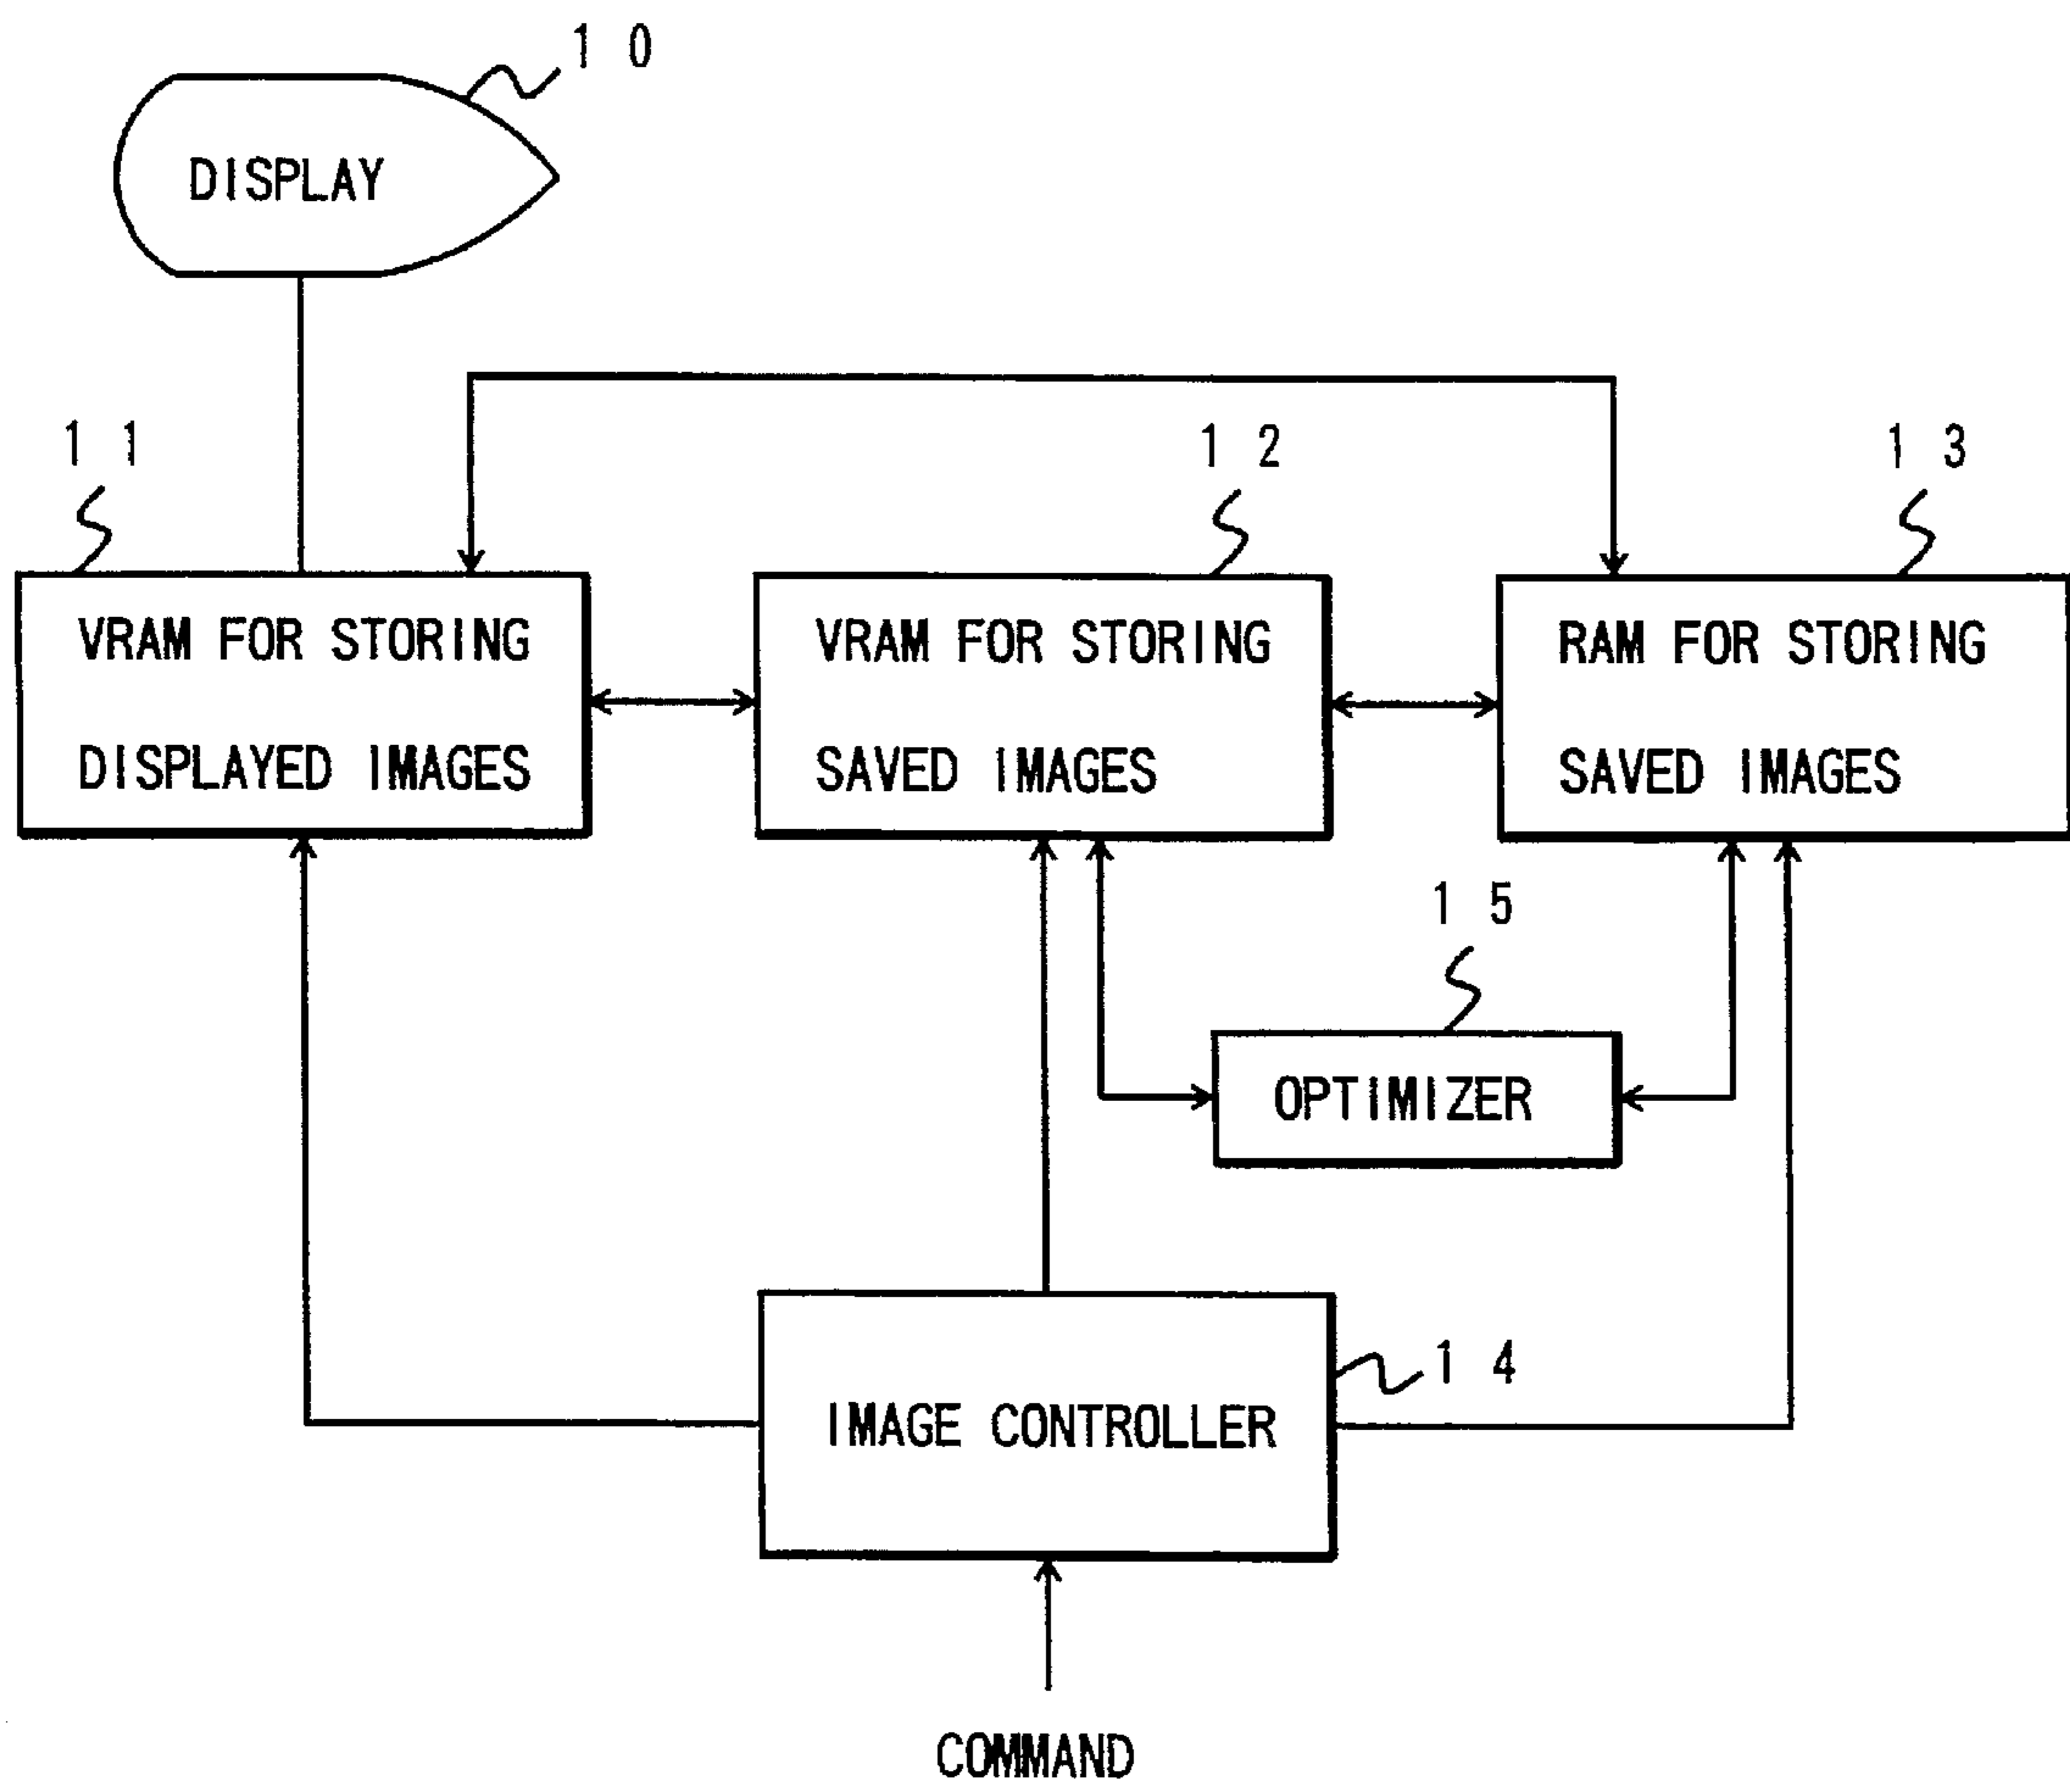 10
DISPLAY
11
12
13
VRAM FOR STORING
DISPLAYED IMAGES
VRAM FOR STORING
SAVED IMAGES
RAM FOR STORING
SAVED IMAGES
15
OPTIMIZER
14
IMAGE CONTROLLER
COMMAND